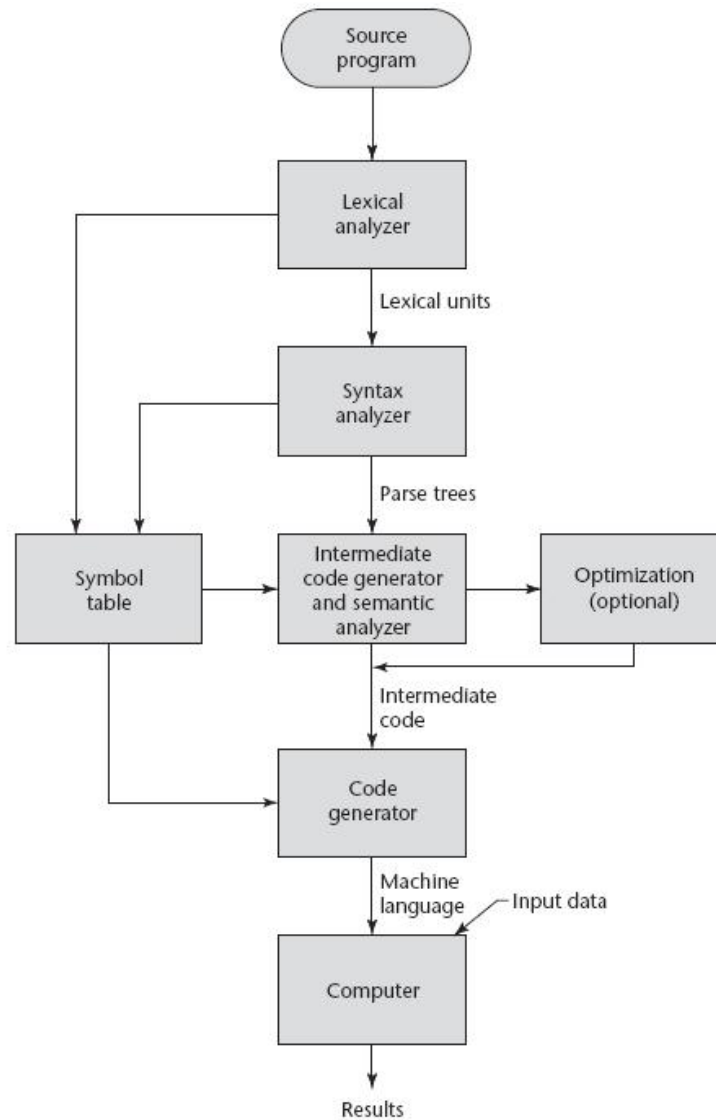 Source
program
Lexical
analyzer
Lexical units
Syntax
analyzer
Parse trees
Symbol
table
Intermediate
code generator
and semantic
analyzer
Optimization
(optional)
Intermediate
code
Code
generator
Machine
language
Input data
Computer
Results